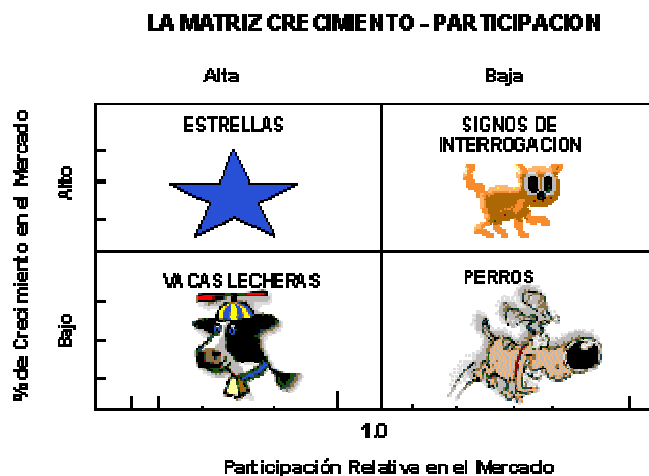 LA MATRIZ CRECIMIENTO - PARTICIPACION
Alta
Baja
% de Crecimiento en el Mercado
Alto
Bajo
ESTRELLAS
SIGNOS DE
INTERROGACION
VACAS LECHERAS
PERROS
1.0
Participación Relativa en el Mercado